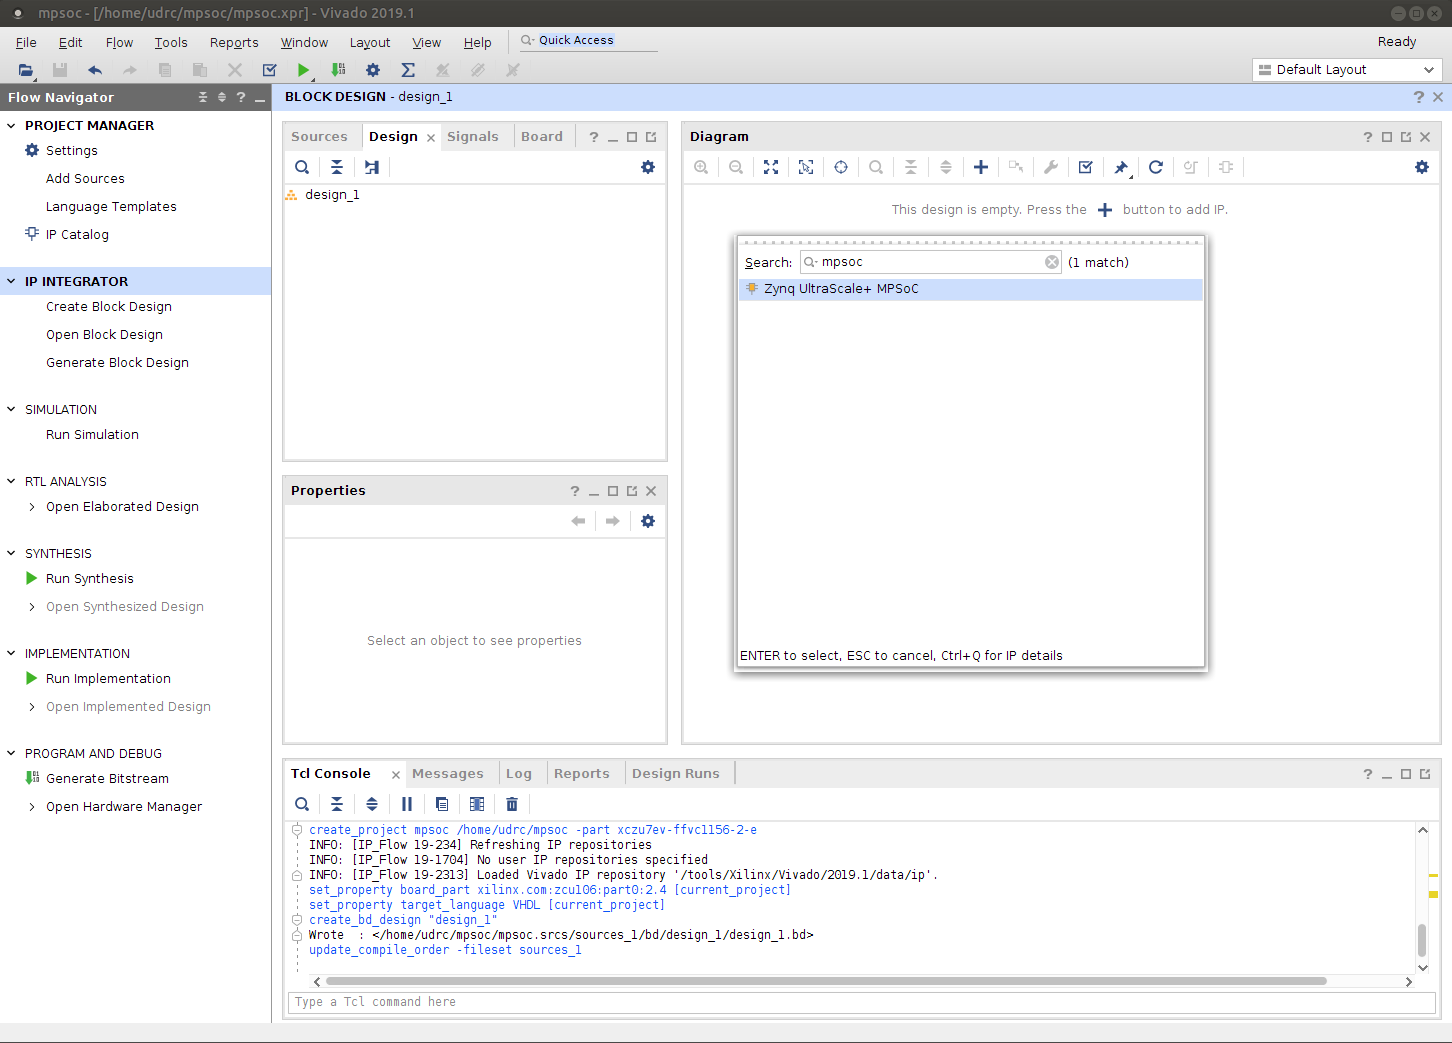 mpsoc - [/home/udrc/mpsoc/mpsoc.xpr] - Vivado 2019.1
File Edit Flow Tools Reports Window Layout View Help Quick Access Ready
Default Layout
Flow Navigator
PROJECT MANAGER
Settings
Add Sources
Language Templates
IP Catalog
IP INTEGRATOR
Create Block Design
Open Block Design
Generate Block Design
SIMULATION
Run Simulation
RTL ANALYSIS
Open Elaborated Design
SYNTHESIS
Run Synthesis
Open Synthesized Design
IMPLEMENTATION
Run Implementation
Open Implemented Design
PROGRAM AND DEBUG
Generate Bitstream
Open Hardware Manager
BLOCK DESIGN - design_1
Sources Design Signals Board
design_1
Properties
Select an object to see properties
Diagram
This design is empty. Press the + button to add IP.
Search: mpsoc (1 match)
Zynq UltraScale+ MPSoC
ENTER to select, ESC to cancel, Ctrl+Q for IP details
Tcl Console Messages Log Reports Design Runs
create_project mpsoc /home/udrc/mpsoc -part xczu7ev-ffvc1156-2-e
INFO: [IP_Flow 19-234] Refreshing IP repositories
INFO: [IP_Flow 19-1704] No user IP repositories specified
INFO: [IP_Flow 19-2313] Loaded Vivado IP repository '/tools/Xilinx/Vivado/2019.1/data/ip'.
set_property board_part xilinx.com:zcu106:part0:2.4 [current_project]
set_property target_language VHDL [current_project]
create_bd_design "design_1"
Wrote : </home/udrc/mpsoc/mpsoc.srcs/sources_1/bd/design_1/design_1.bd>
update_compile_order -fileset sources_1
Type a Tcl command here